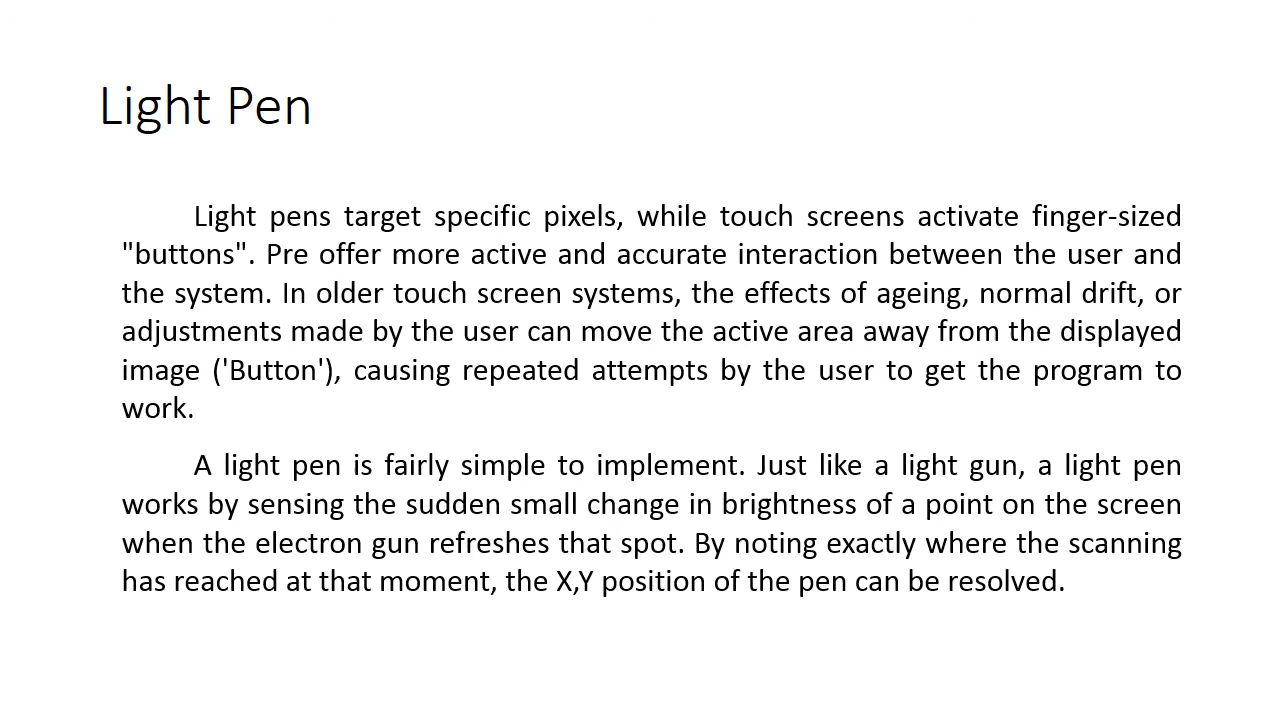 Light Pen
Light pens target specific pixels, while touch screens activate finger-sized
"buttons". Pre offer more active and accurate interaction between the user and
the system. In older touch screen systems, the effects of ageing, normal drift, or
adjustments made by the user can move the active area away from the displayed
image ('Button'), causing repeated attempts by the user to get the program to
work.
A light pen is fairly simple to implement. Just like a light gun, a light pen
works by sensing the sudden small change in brightness of a point on the screen
when the electron gun refreshes that spot. By noting exactly where the scanning
has reached at that moment, the X,Y position of the pen can be resolved.